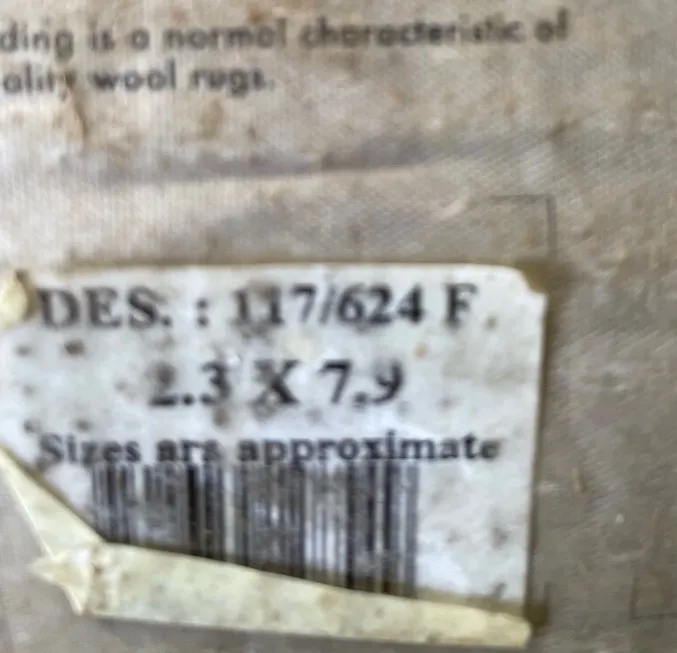 ding is a normal characteristic of
ality wool rugs.
DES. : 117/624 F
2.3 X 7.9
Sizes are approximate